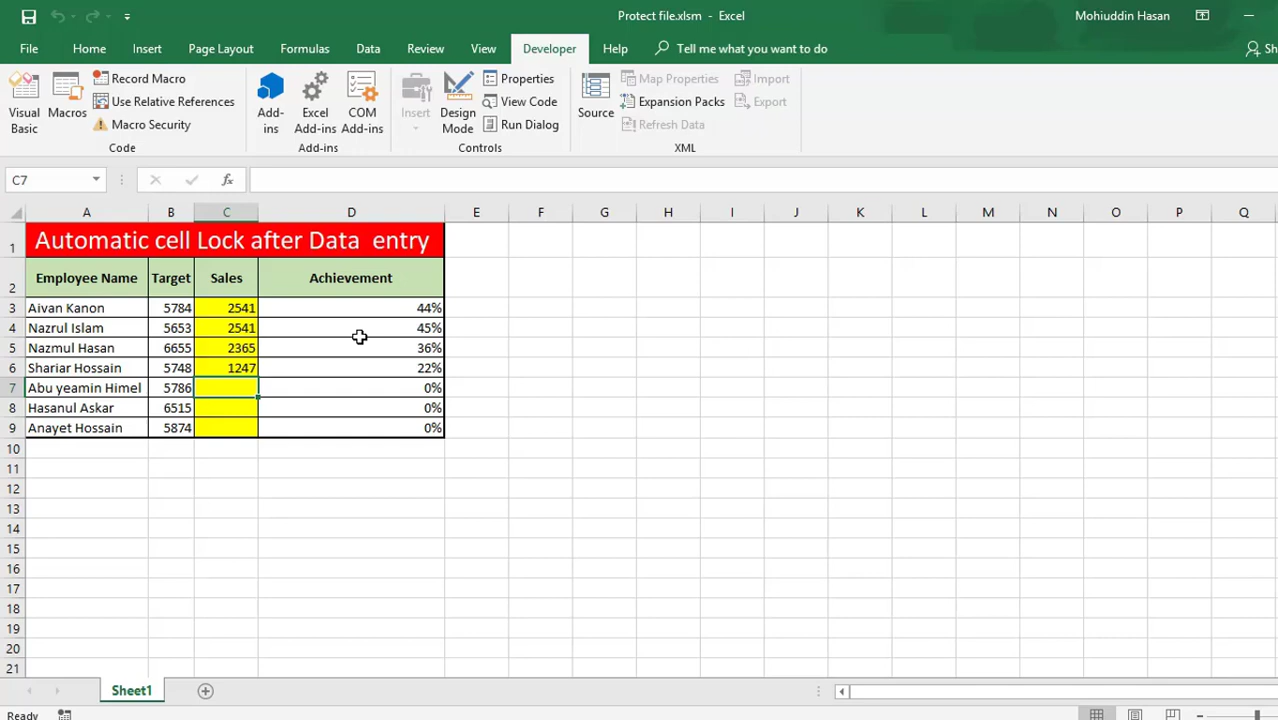 Protect file.xlsm - Excel
Mohiuddin Hasan
File Home Insert Page Layout Formulas Data Review View Developer Help Tell me what you want to do Sh
Visual Basic
Macros
Record Macro
Use Relative References
Macro Security
Code
Add-ins
Excel Add-ins
COM Add-ins
Add-ins
Insert
Design Mode
Properties
View Code
Run Dialog
Controls
Source
Map Properties
Expansion Packs
Refresh Data
Import
Export
XML
C7
fx
A B C D E F G H I J K L M N O P Q
1 Automatic cell Lock after Data entry
2 Employee Name Target Sales Achievement
3 Aivan Kanon 5784 2541 44%
4 Nazrul Islam 5653 2541 45%
5 Nazmul Hasan 6655 2365 36%
6 Shariar Hossain 5748 1247 22%
7 Abu yeamin Himel 5786 0%
8 Hasanul Askar 6515 0%
9 Anayet Hossain 5874 0%
10
11
12
13
14
15
16
17
18
19
20
21
Sheet1
Ready